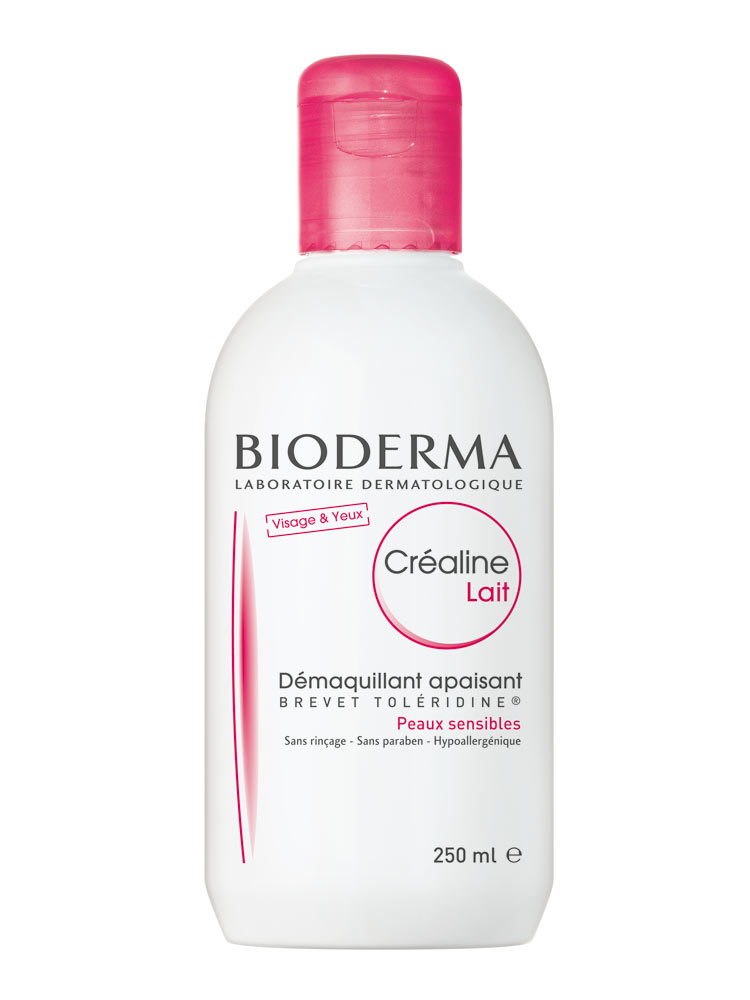 BIODERMA
LABORATOIRE DERMATOLOGIQUE
Visage & Yeux
Créaline
Lait
Démaquillant apaisant
BREVET TOLÉRIDINE®
Peaux sensibles
Sans rinçage - Sans paraben - Hypoallergénique
250 ml ℮